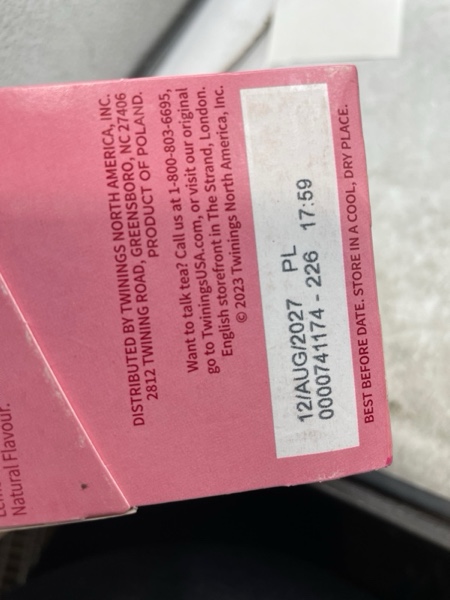 Natural Flavour.
DISTRIBUTED BY TWININGS NORTH AMERICA, INC.
2812 TWINING ROAD, GREENSBORO, NC 27406
PRODUCT OF POLAND.
Want to talk tea? Call us at 1-800-803-6695,
go to TwiningsUSA.com, or visit our original
English storefront in The Strand, London.
© 2023 Twinings North America, Inc.
12/AUG/2027 PL
0000741174 - 226 17:59
BEST BEFORE DATE. STORE IN A COOL, DRY PLACE.